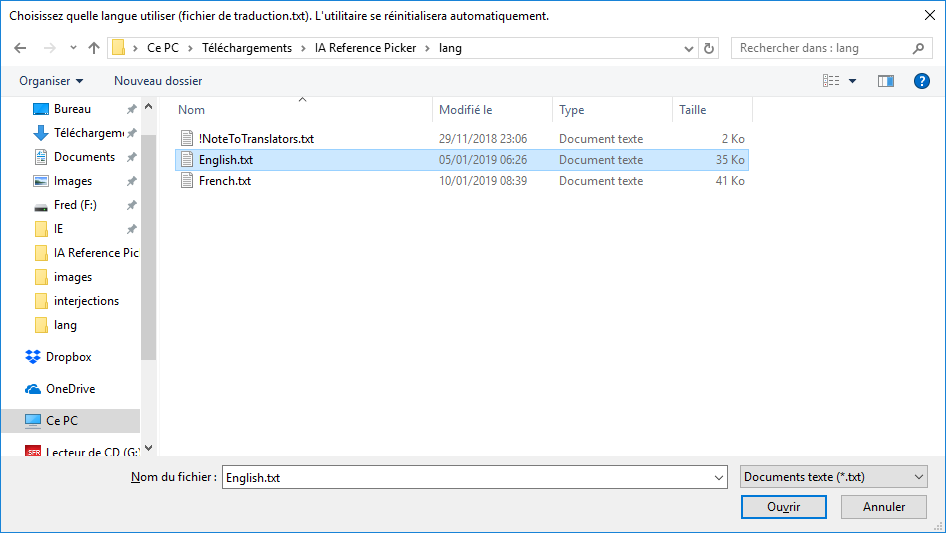 Choisissez quelle langue utiliser (fichier de traduction.txt). L'utilitaire se réinitialisera automatiquement.
Ce PC > Téléchargements > IA Reference Picker > lang
Rechercher dans : lang
Organiser
Nouveau dossier
?
Bureau
Téléchargem
Documents
Images
Fred (F:)
IE
IA Reference Pic
images
interjections
lang
Dropbox
OneDrive
Ce PC
SFR Lecteur de CD (G:)
Nom Modifié le Type Taille
!NoteToTranslators.txt 29/11/2018 23:06 Document texte 2 Ko
English.txt 05/01/2019 06:26 Document texte 35 Ko
French.txt 10/01/2019 08:39 Document texte 41 Ko
Nom du fichier : English.txt Documents texte (*.txt)
Ouvrir Annuler